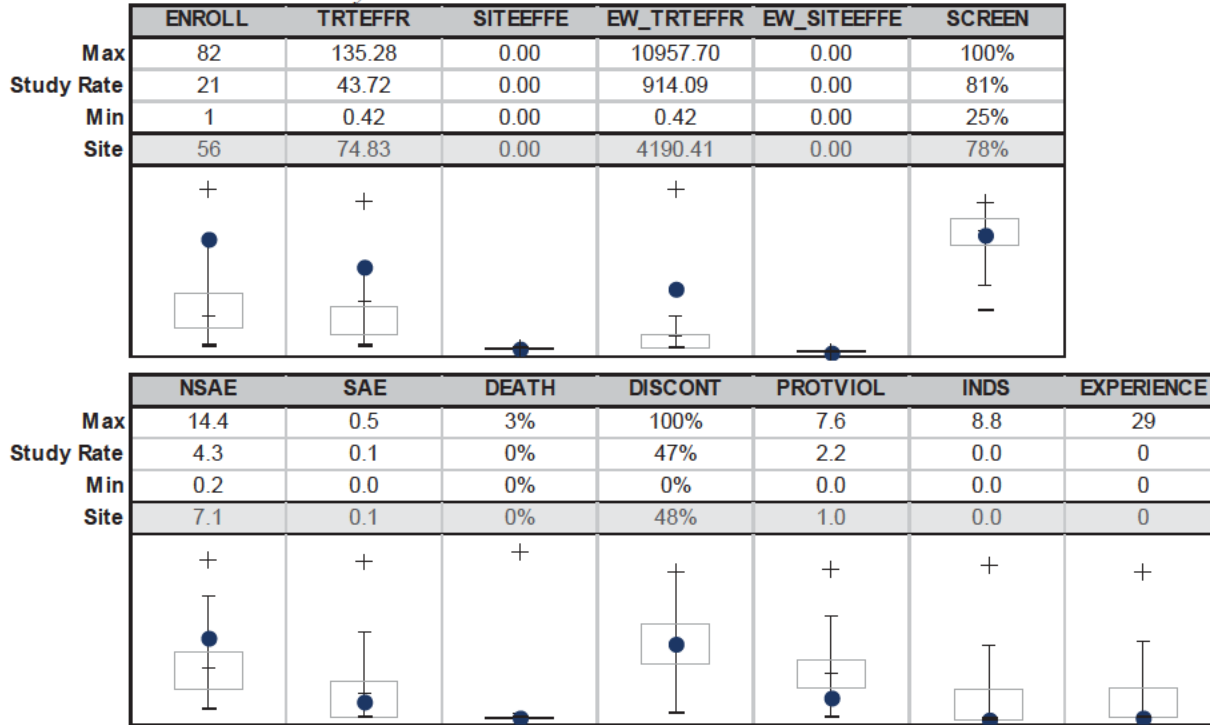 ENROLL TRTEFFR SITEEFFE EW_TRTEFFR EW_SITEEFFE SCREEN
Max 82 135.28 0.00 10957.70 0.00 100%
Study Rate 21 43.72 0.00 914.09 0.00 81%
Min 1 0.42 0.00 0.42 0.00 25%
Site 56 74.83 0.00 4190.41 0.00 78%
NSAE SAE DEATH DISCONT PROTVIOL INDS EXPERIENCE
Max 14.4 0.5 3% 100% 7.6 8.8 29
Study Rate 4.3 0.1 0% 47% 2.2 0.0 0
Min 0.2 0.0 0% 0% 0.0 0.0 0
Site 7.1 0.1 0% 48% 1.0 0.0 0